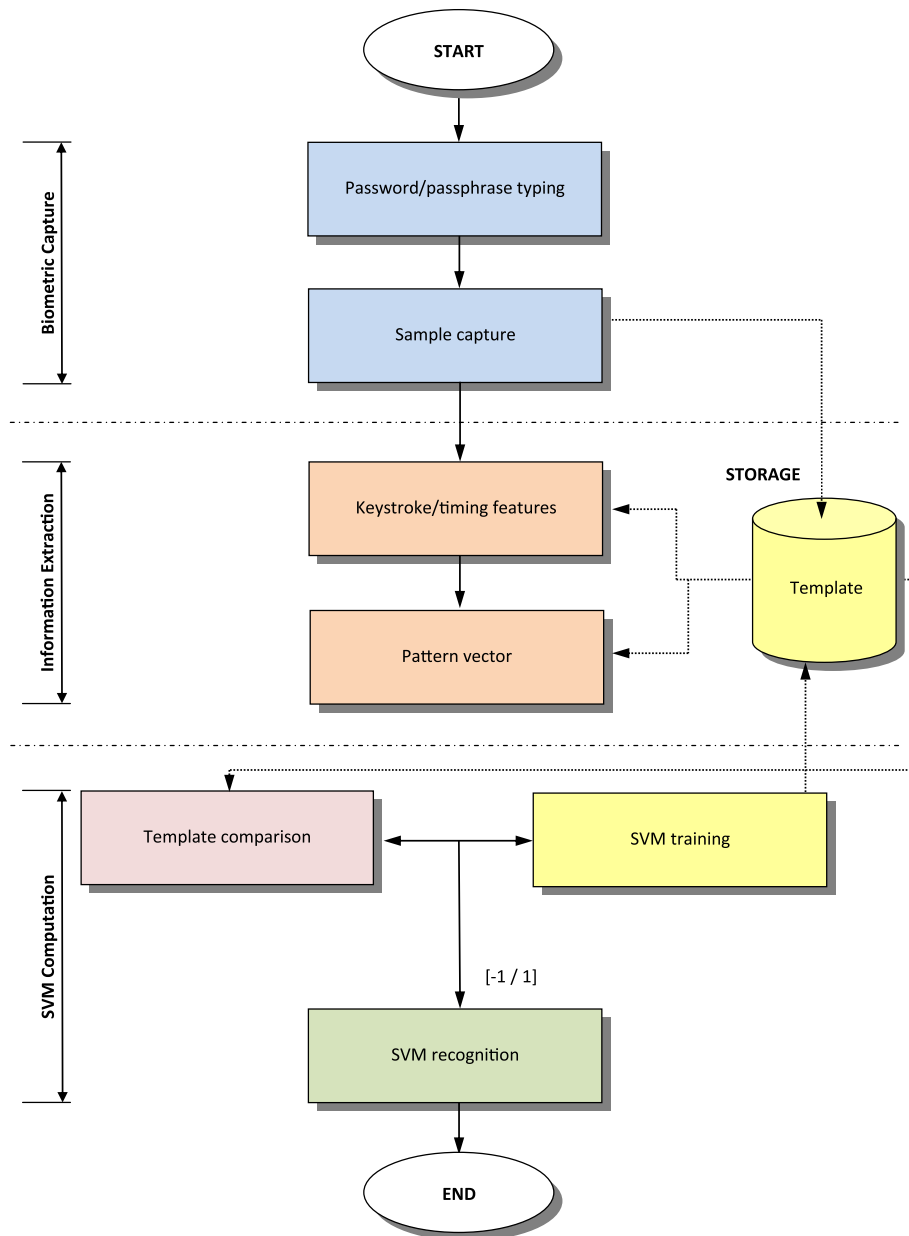 START
Biometric Capture
Password/passphrase typing
Sample capture
STORAGE
Information Extraction
Keystroke/timing features
Template
Pattern vector
SVM Computation
Template comparison
SVM training
[-1 / 1]
SVM recognition
END